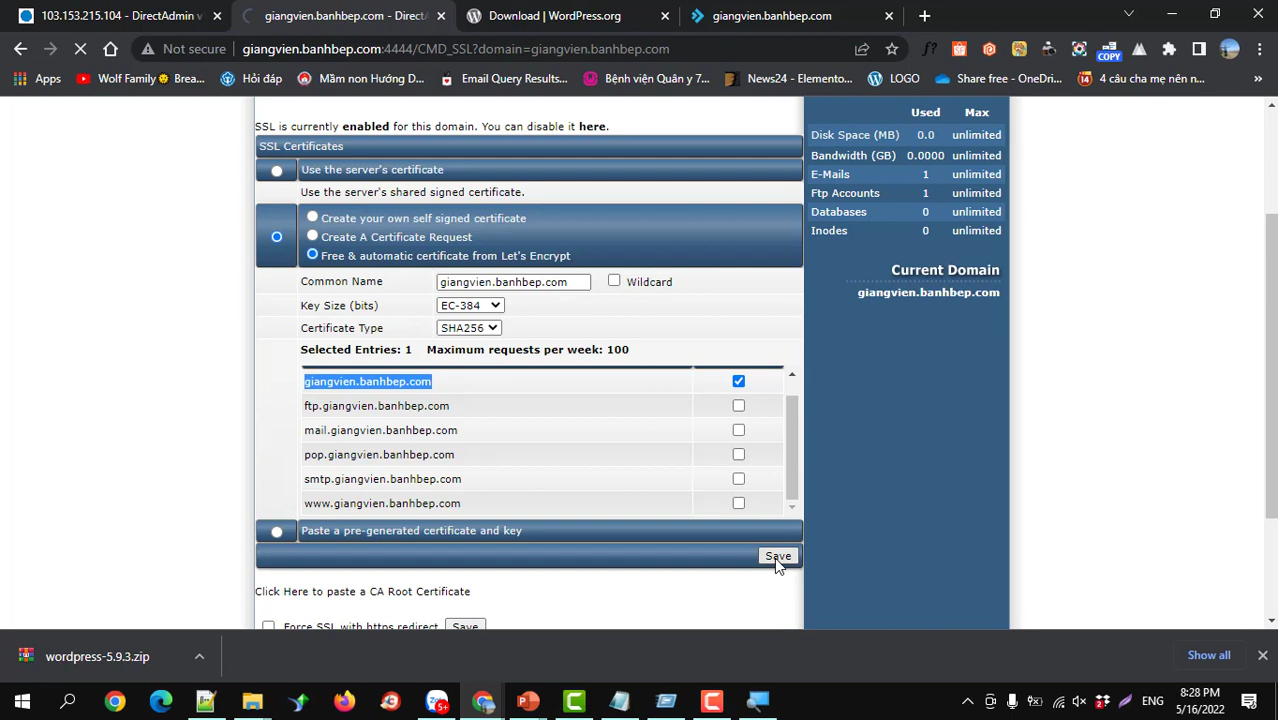 103.153.215.104 - DirectAdmin v
giangvien.banhbep.com - DirectA
Download | WordPress.org
giangvien.banhbep.com
Not secure
giangvien.banhbep.com:4444/CMD_SSL?domain=giangvien.banhbep.com
f?
COPY
Apps
Wolf Family Brea...
Hỏi đáp
Mầm non Hướng D...
Email Query Results...
Bệnh viện Quân y 7...
News24 - Elemento...
LOGO
Share free - OneDri...
14
4 câu cha mẹ nên n...
SSL is currently enabled for this domain. You can disable it here.
SSL Certificates
Use the server's certificate
Use the server's shared signed certificate.
Create your own self signed certificate
Create A Certificate Request
Free & automatic certificate from Let's Encrypt
Common Name giangvien.banhbep.com Wildcard
Key Size (bits) EC-384
Certificate Type SHA256
Selected Entries: 1 Maximum requests per week: 100
giangvien.banhbep.com
ftp.giangvien.banhbep.com
mail.giangvien.banhbep.com
pop.giangvien.banhbep.com
smtp.giangvien.banhbep.com
www.giangvien.banhbep.com
Paste a pre-generated certificate and key
Save
Click Here to paste a CA Root Certificate
Force SSL with https redirect Save
Used Max
Disk Space (MB) 0.0 unlimited
Bandwidth (GB) 0.0000 unlimited
E-Mails 1 unlimited
Ftp Accounts 1 unlimited
Databases 0 unlimited
Inodes 0 unlimited
Current Domain
giangvien.banhbep.com
wordpress-5.9.3.zip
Show all
5+
ENG
8:28 PM
5/16/2022